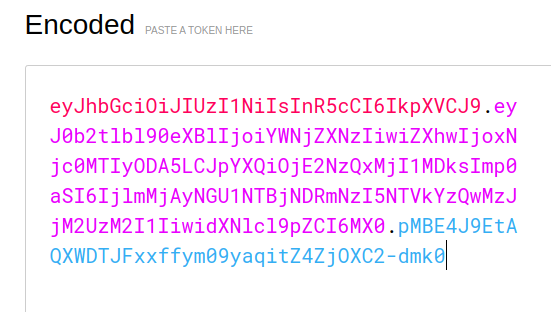 Encoded PASTE A TOKEN HERE
eyJhbGciOiJIUzI1NiIsInR5cCI6IkpXVCJ9.ey
J0b2tlbl90eXBlIjoiYWNjZXNzIiwiZXhwIjoxN
jc0MTIyODA5LCJpYXQiOjE2NzQxMjI1MDksImp0
aSI6IjlmMjAyNGU1NTBjNDRmNzI5NTVkYzQwMzJ
jM2UzM2I1IiwidXNlcl9pZCI6MX0.pMBE4J9EtA
QXWDTJFxxffym09yaqitZ4ZjOXC2-dmk0